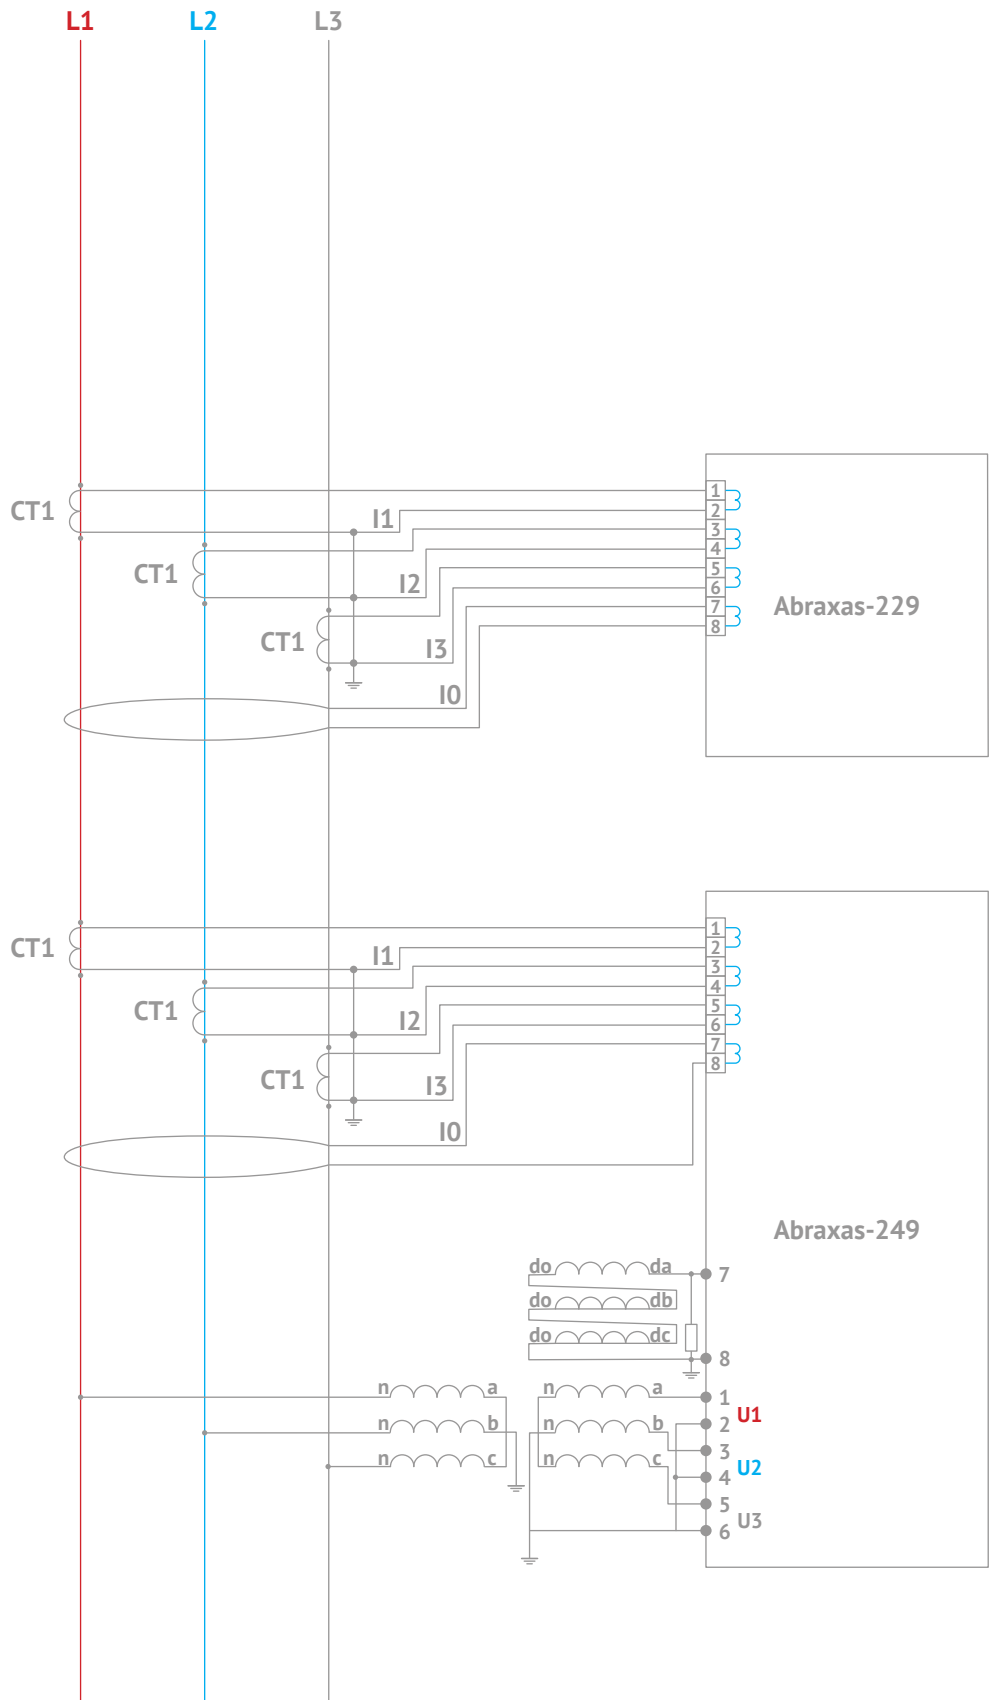 L1 L2 L3
CT1
I1
CT1
I2
CT1
I3
I0
1
2
3
4
5
6
7
8
Abraxas-229
CT1
I1
CT1
I2
CT1
I3
I0
1
2
3
4
5
6
7
8
Abraxas-249
do da
do db
do dc
7
8
n a n a
n b n b
n c n c
1
2
3
4
5
6
U1
U2
U3